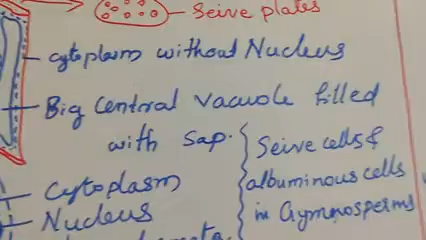 Seive plates
cytoplasm without Nucleus
Big Central Vacuole filled
with Sap.
Seive cells &
albuminous cells
in Gymnosperms
Cytoplasm
Nucleus